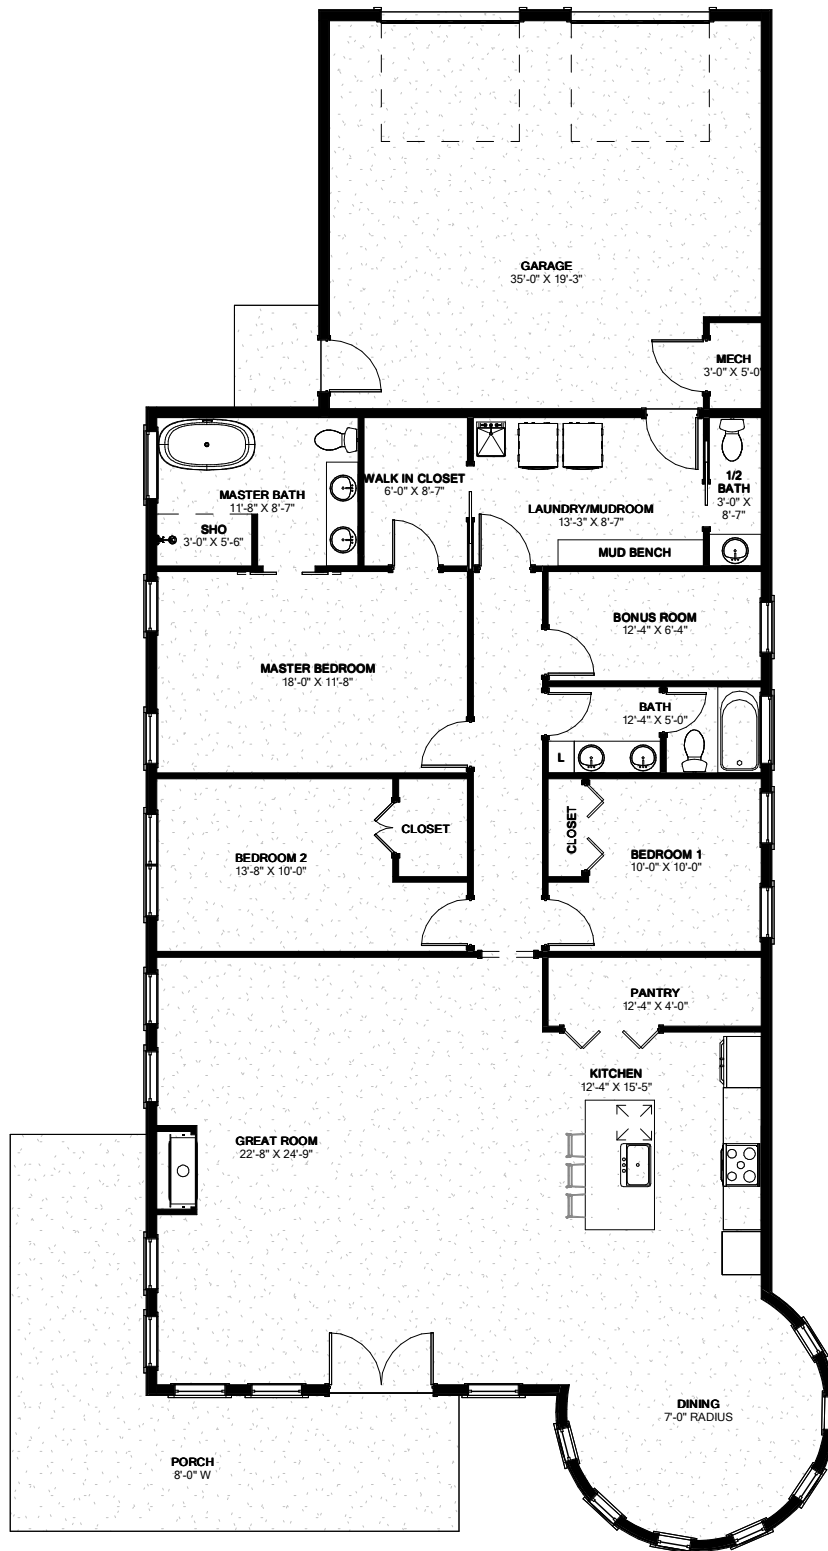 GARAGE
35'-0" X 19'-3"
MECH
3'-0" X 5'-0"
WALK IN CLOSET
6'-0" X 8'-7"
MASTER BATH
11'-8" X 8'-7"
SHO
3'-0" X 5'-6"
LAUNDRY/MUDROOM
13'-3" X 8'-7"
1/2
BATH
3'-0" X
8'-7"
MUD BENCH
BONUS ROOM
12'-4" X 6'-4"
MASTER BEDROOM
18'-0" X 11'-8"
BATH
12'-4" X 5'-0"
L
CLOSET
CLOSET
BEDROOM 2
13'-8" X 10'-0"
BEDROOM 1
10'-0" X 10'-0"
PANTRY
12'-4" X 4'-0"
KITCHEN
12'-4" X 15'-5"
GREAT ROOM
22'-8" X 24'-9"
DINING
7'-0" RADIUS
PORCH
8'-0" W